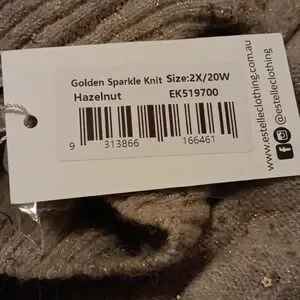 Golden Sparkle Knit Size:2X/20W
Hazelnut EK519700
9 313866 166461
www.estelleclothing.com.au
@estelleclothing